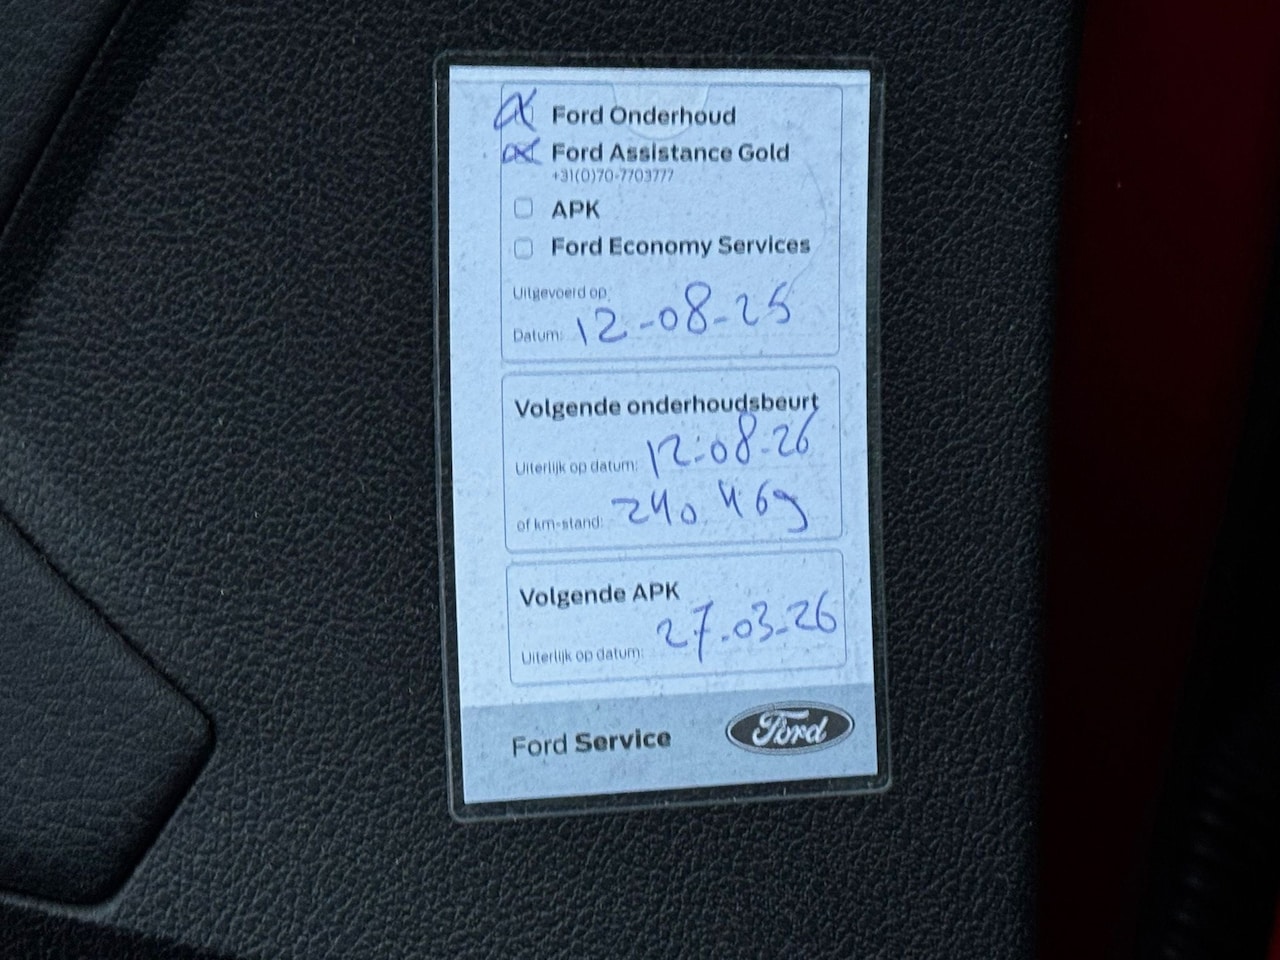 Ford Onderhoud
Ford Assistance Gold
+31(0)70-7703777
APK
Ford Economy Services
Uitgevoerd op
Datum: 12-08-25
Volgende onderhoudsbeurt
Uiterlijk op datum: 12-08-26
of km-stand: 240.469
Volgende APK
Uiterlijk op datum: 27-03-26
Ford Service
Ford